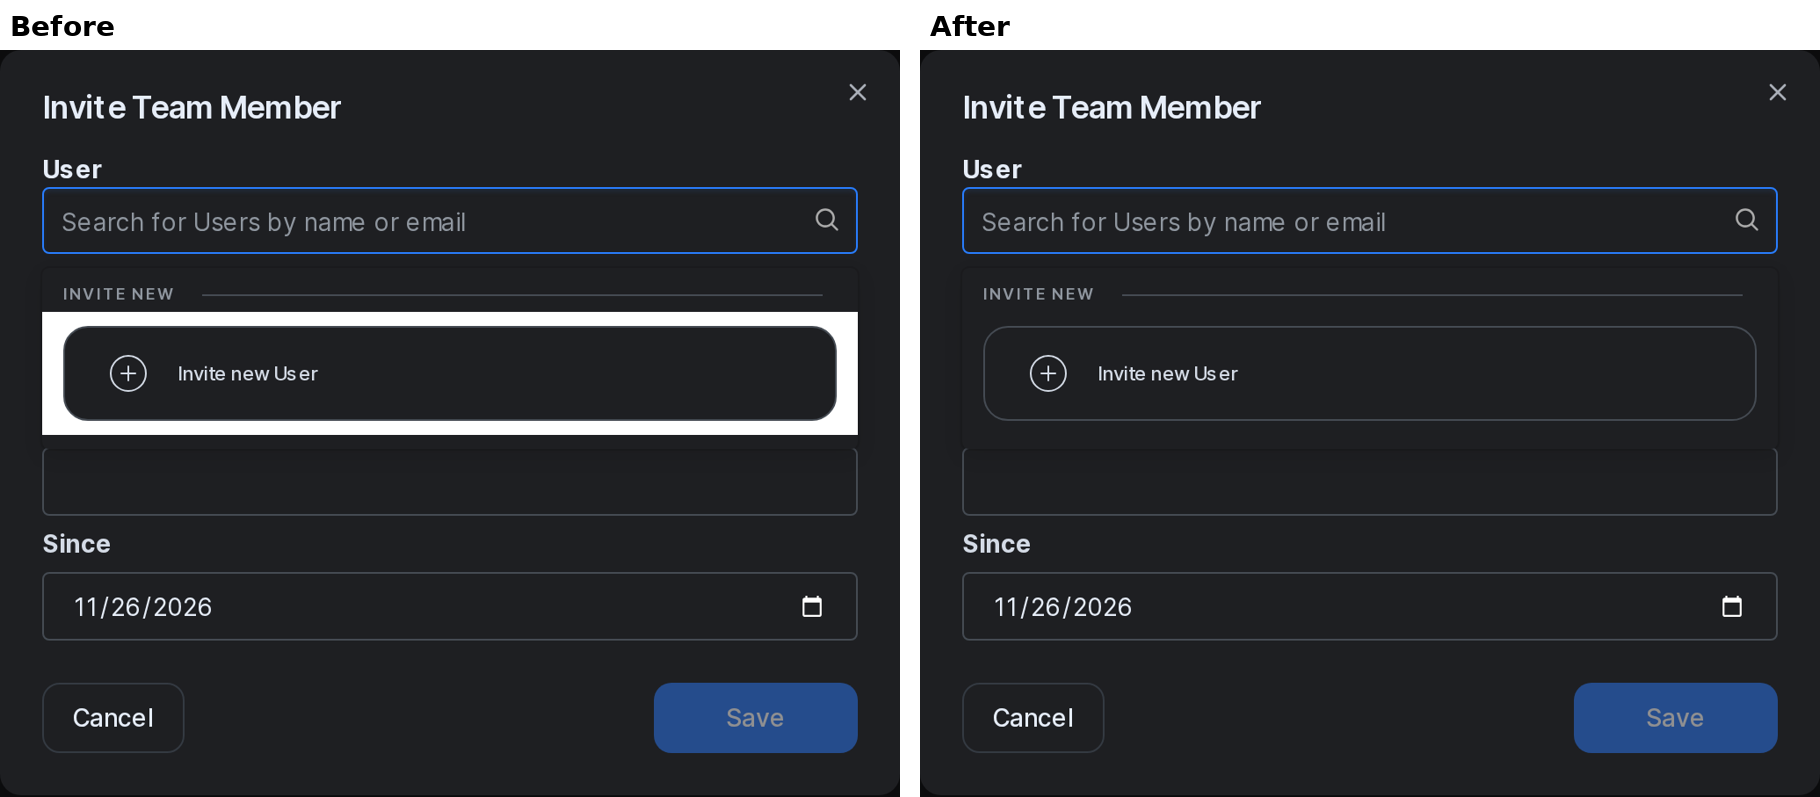 Before
Invite Team Member
User
Search for Users by name or email
INVITE NEW
Invite new User
Since
11/26/2026
Cancel
Save
After
Invite Team Member
User
Search for Users by name or email
INVITE NEW
Invite new User
Since
11/26/2026
Cancel
Save